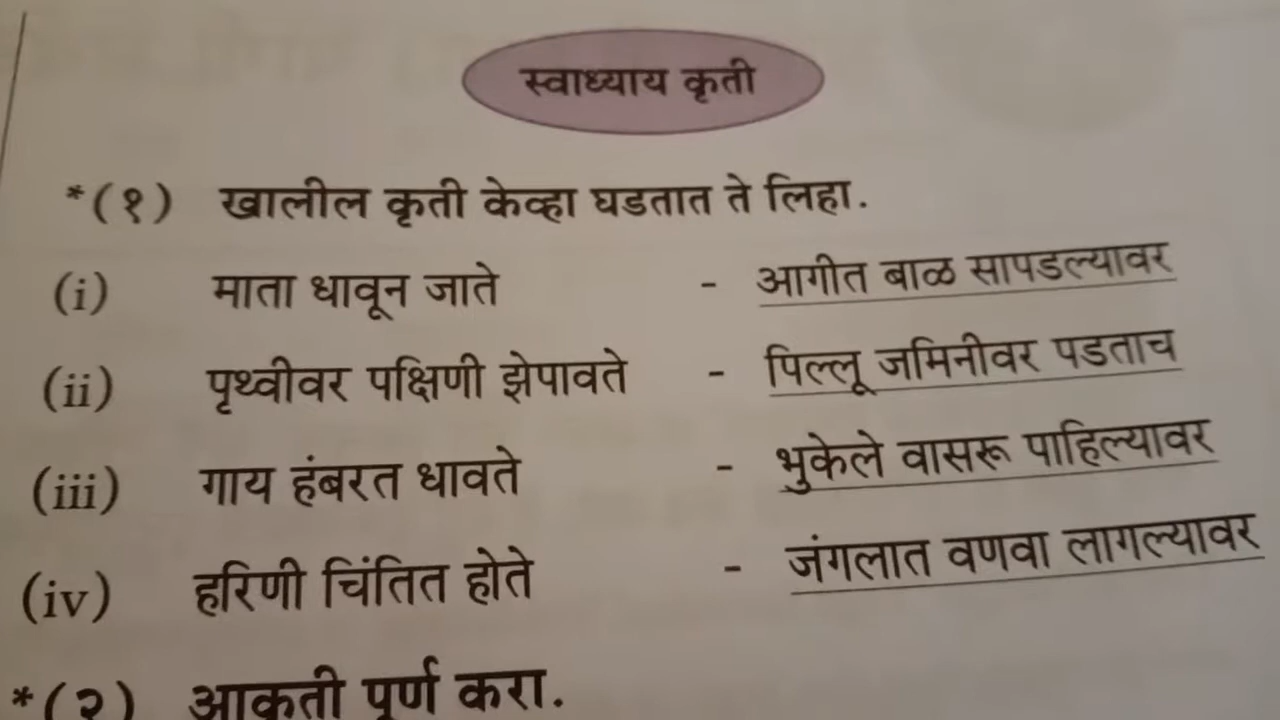 स्वाध्याय कृती
*(१) खालील कृती केव्हा घडतात ते लिहा.
(i) माता धावून जाते - आगीत बाळ सापडल्यावर
(ii) पृथ्वीवर पक्षिणी झेपावते - पिल्लू जमिनीवर पडताच
(iii) गाय हंबरत धावते - भुकेले वासरू पाहिल्यावर
(iv) हरिणी चिंतित होते - जंगलात वणवा लागल्यावर
*(२) आकृती पूर्ण करा.